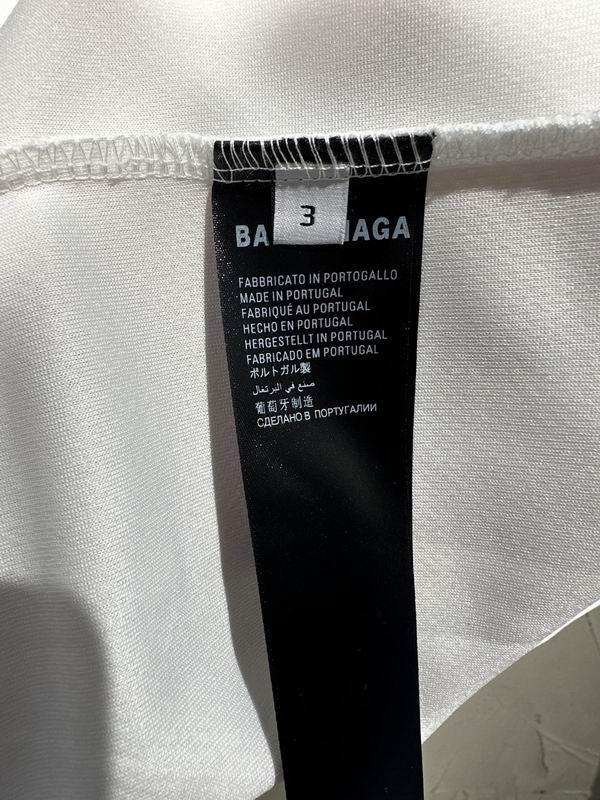 3
BA IAGA
FABBRICATO IN PORTOGALLO
MADE IN PORTUGAL
FABRIQUÉ AU PORTUGAL
HECHO EN PORTUGAL
HERGESTELLT IN PORTUGAL
FABRICADO EM PORTUGAL
ポルトガル製
صنع في البرتغال
葡萄牙制造
СДЕЛАНО В ПОРТУГАЛИИ